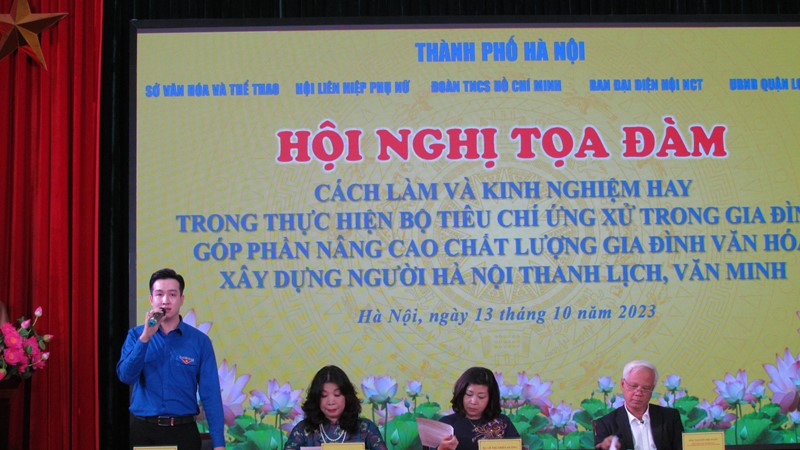 THÀNH PHỐ HÀ NỘI
SỞ VĂN HÓA VÀ THỂ THAO HỘI LIÊN HIỆP PHỤ NỮ ĐOÀN TNCS HỒ CHÍ MINH BAN ĐẠI DIỆN HỘI NCT UBND QUẬN
HỘI NGHỊ TỌA ĐÀM
CÁCH LÀM VÀ KINH NGHIỆM HAY
TRONG THỰC HIỆN BỘ TIÊU CHÍ ỨNG XỬ TRONG GIA ĐÌN
GÓP PHẦN NÂNG CAO CHẤT LƯỢNG GIA ĐÌNH VĂN HÓA
XÂY DỰNG NGƯỜI HÀ NỘI THANH LỊCH, VĂN MINH
Hà Nội, ngày 13 tháng 10 năm 2023